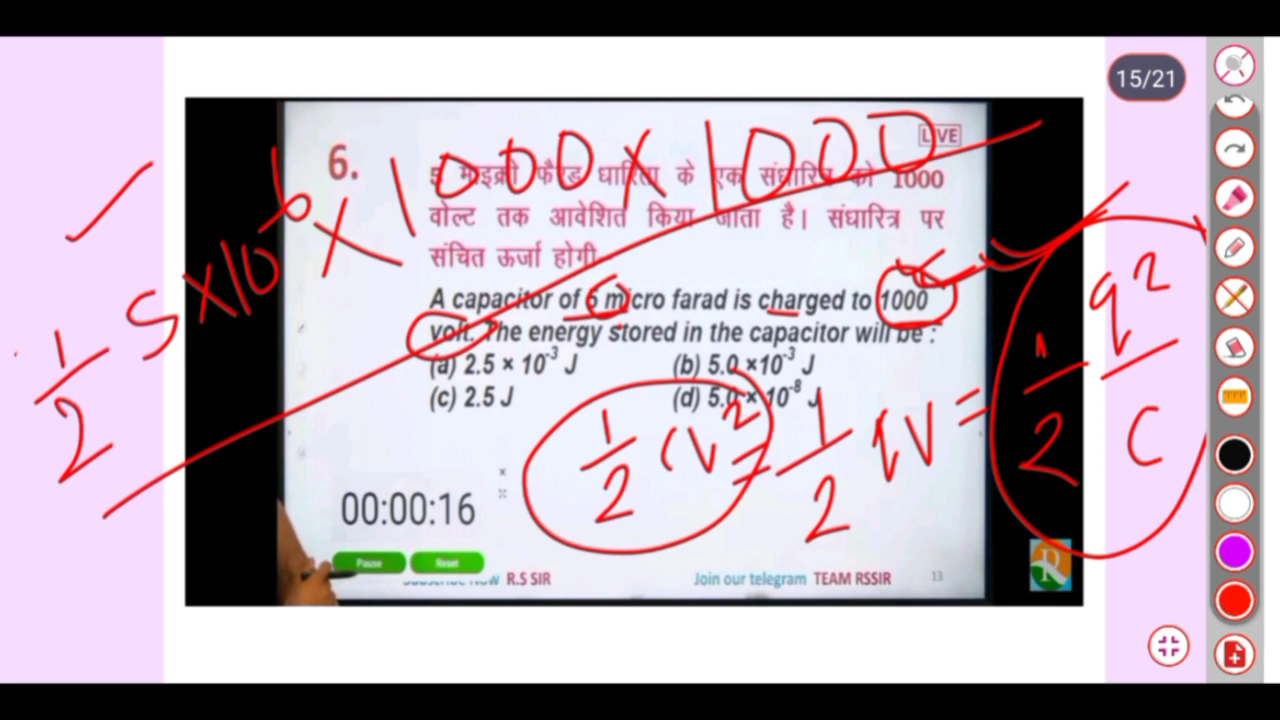 15/21
LIVE
6.
5 माइक्रो फैरड धारिता के एक संधारित्र को 1000
वोल्ट तक आवेशित किया जाता है। संधारित्र पर
संचित ऊर्जा होगी-
A capacitor of 5 micro farad is charged to 1000
volt. The energy stored in the capacitor will be :
(a) 2.5 × 10⁻³ J
(b) 5.0 ×10⁻³ J
(c) 2.5 J
(d) 5.0 × 10⁻⁸ J
1/2 5 × 10⁻⁶ × 1000 × 1000
1/2 CV² = 1/2 qV = 1/2 q²/C
00:00:16
Pause
Reset
Subscribe Now R.S SIR
Join our telegram TEAM RSSIR
13
R